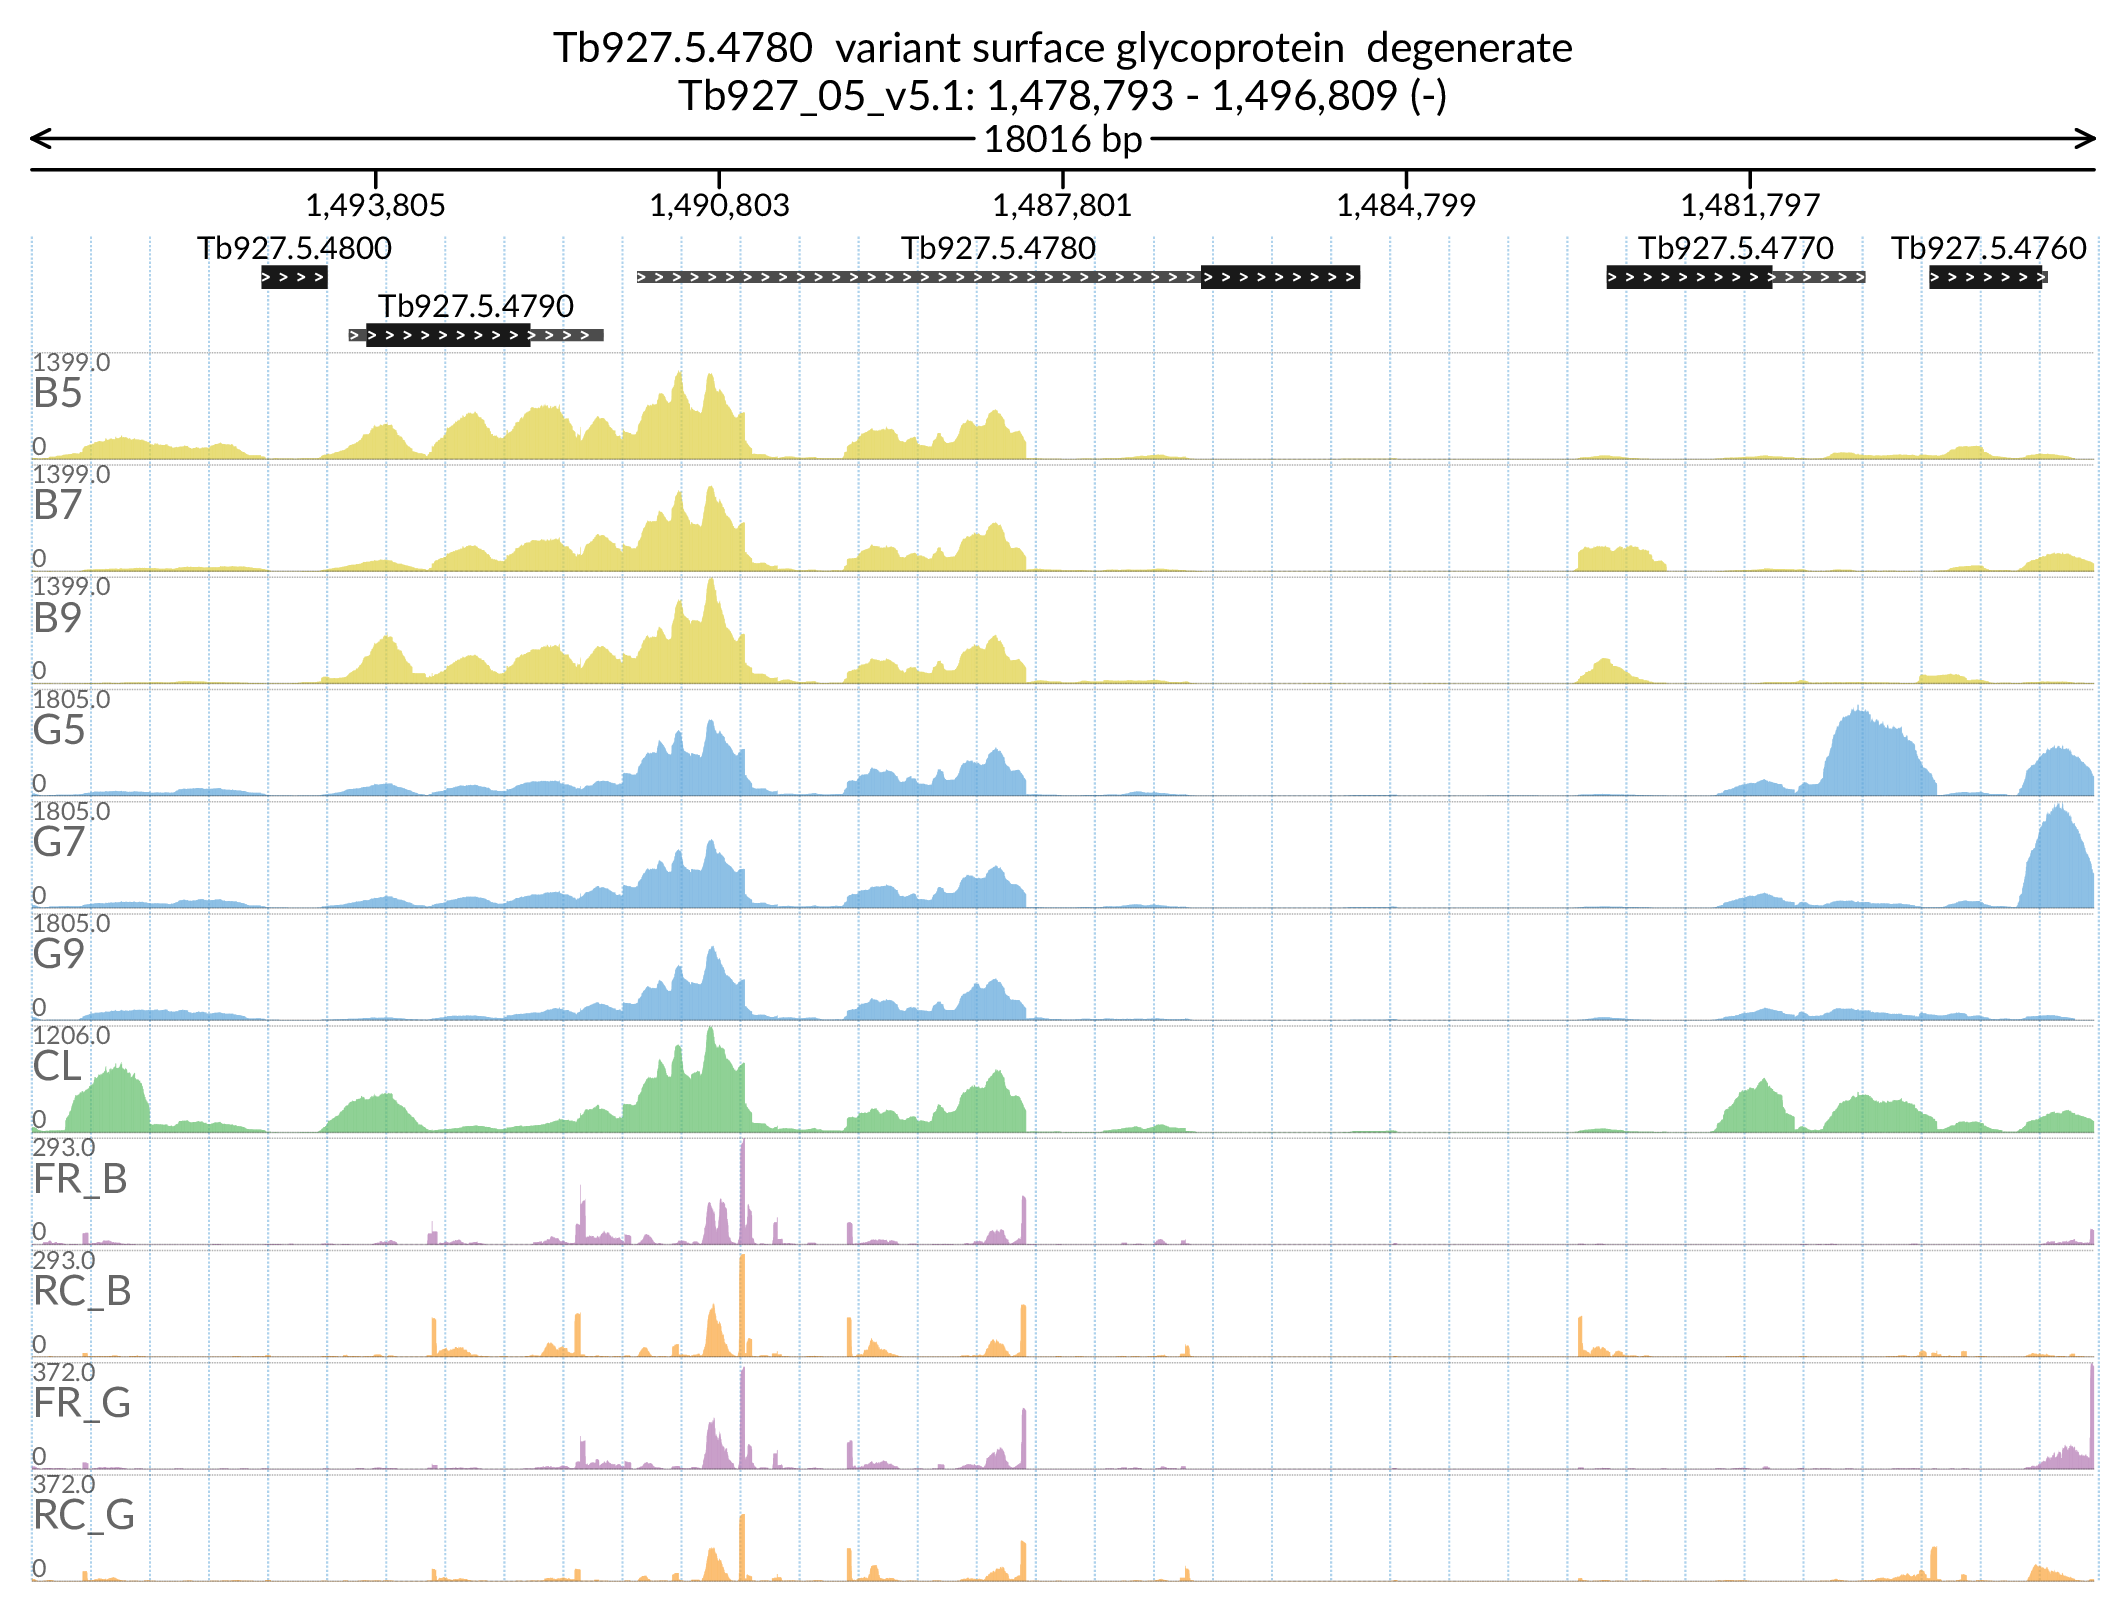 Tb927.5.4780  variant surface glycoprotein  degenerate
Tb927_05_v5.1: 1,478,793 - 1,496,809 (-)
18016 bp
1,493,805 1,490,803 1,487,801 1,484,799 1,481,797
Tb927.5.4800 Tb927.5.4780 Tb927.5.4770 Tb927.5.4760
Tb927.5.4790
1399.0
B5
0
1399.0
B7
0
1399.0
B9
0
1805.0
G5
0
1805.0
G7
0
1805.0
G9
0
1206.0
CL
0
293.0
FR_B
0
293.0
RC_B
0
372.0
FR_G
0
372.0
RC_G
0